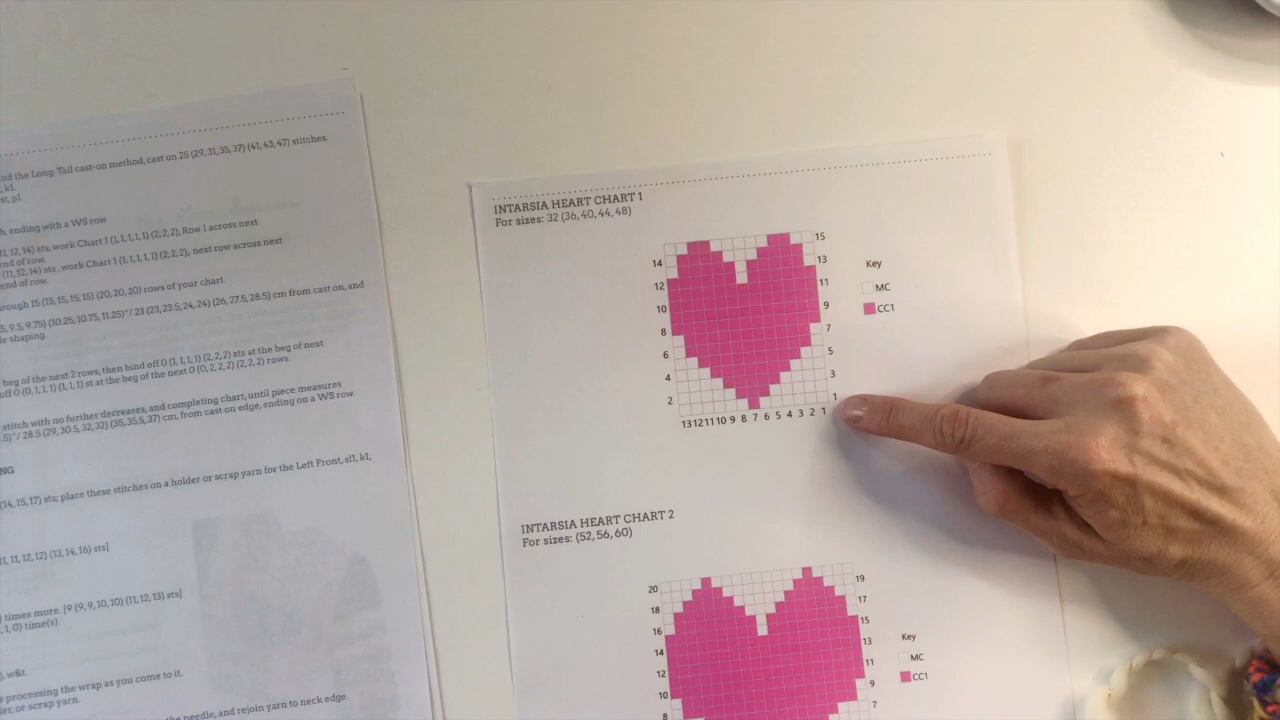 nd the Long-Tail cast-on method, cast on 25 (29, 31, 35, 37) (41, 43, 47) stitches.
, k1.
st, p1.
h, ending with a WS row.
11, 12, 14) sts, work Chart 1 (1, 1, 1, 1) (2, 2, 2), Row 1 across next
end of row.
(11, 12, 14) sts , work Chart 1 (1, 1, 1, 1) (2, 2, 2), next row across next
end of row.
rough 15 (15, 15, 15) (20, 20, 20) rows of your chart.
5, 9.5, 9.75) (10.25, 10.75, 11.25)"/ 23 (23, 23.5, 24, 24) (26, 27.5, 28.5) cm from cast on, and
e shaping.
beg of the next 2 rows, then bind off 0 (1, 1, 1, 1) (2, 2, 2) sts at the beg of next
off 0 (0, 1, 1, 1) (1, 1, 1) st at the beg of the next 0 (0, 2, 2, 2) (2, 2, 2) rows.
stitch with no further decreases, and completing chart, until piece measures
.5)"/ 28.5 (29, 30.5, 32, 32) (35, 35.5, 37) cm, from cast on edge, ending on a WS row.
NG
(14, 15, 17) sts; place these stitches on a holder or scrap yarn for the Left Front, sl1, k1,
11, 11, 12, 12) (13, 14, 16) sts]
) times more. [9 (9, 9, 10, 10) (11, 12, 13) sts]
, 1, 0) time(s).
), w&t.
s processing the wrap as you come to it.
der, or scrap yarn.
the needle, and rejoin yarn to neck edge.
INTARSIA HEART CHART 1
For sizes: 32 (36, 40, 44, 48)
15
14
13
12
11
10
9
8
7
6
5
4
3
2
1
13 12 11 10 9 8 7 6 5 4 3 2 1
Key
MC
CC1
INTARSIA HEART CHART 2
For sizes: (52, 56, 60)
20
19
18
17
16
15
14
13
12
11
10
9
8
7
Key
MC
CC1